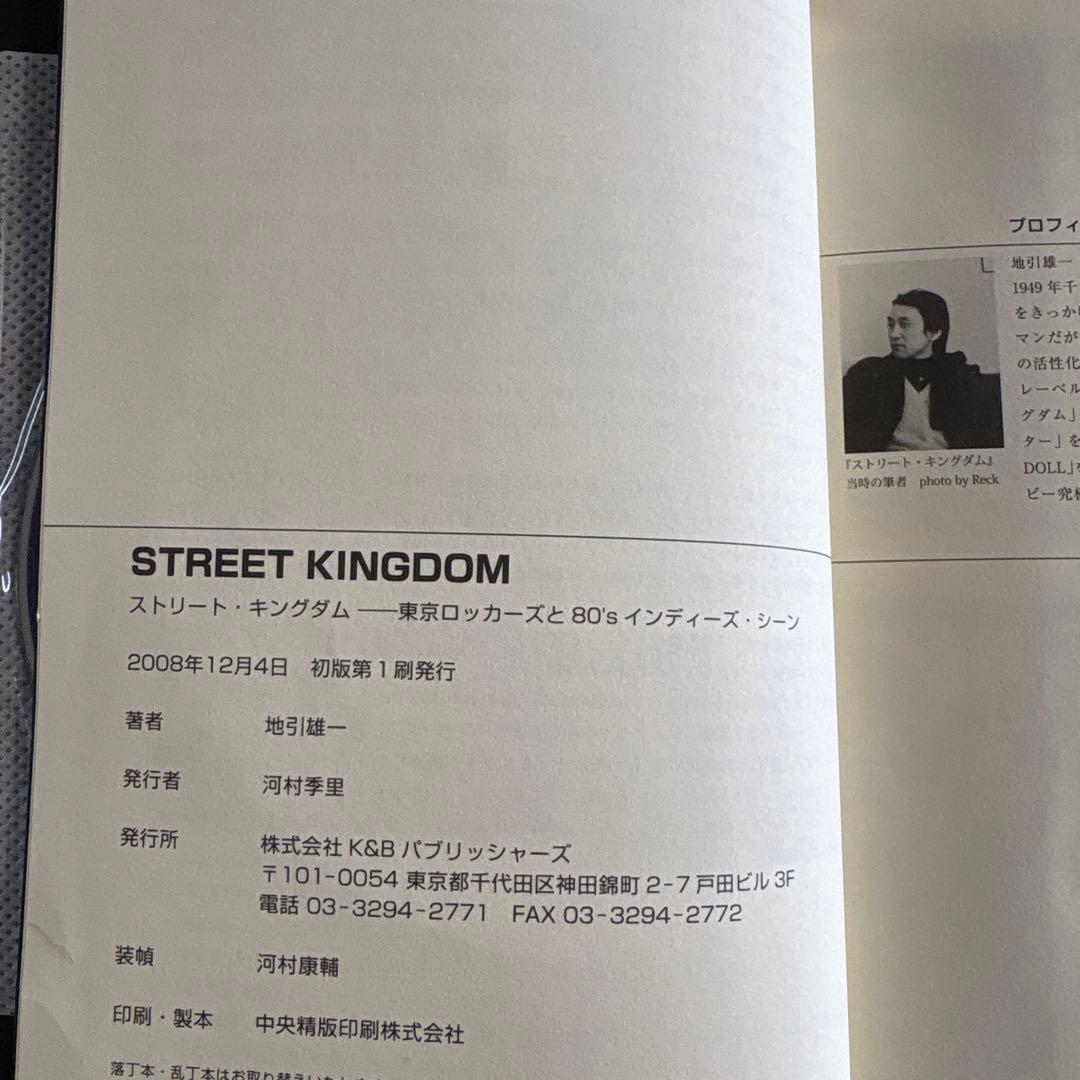 STREET KINGDOM
ストリート・キングダム ――東京ロッカーズと 80's インディーズ・シーン
2008年12月4日 初版第1刷発行
著者 地引雄一
発行者 河村季里
発行所 株式会社 K&B パブリッシャーズ
〒101-0054 東京都千代田区神田錦町 2-7 戸田ビル 3F
電話 03-3294-2771 FAX 03-3294-2772
装幀 河村康輔
印刷・製本 中央精版印刷株式会社
落丁本・乱丁本はお取り替えいた
プロフィ
地引雄一
1949 年千
をきっか
マンだが
の活性化
レーベル
グダム」
ター」を
DOLL」
ビー究
『ストリート・キングダム』
当時の筆者 photo by Reck